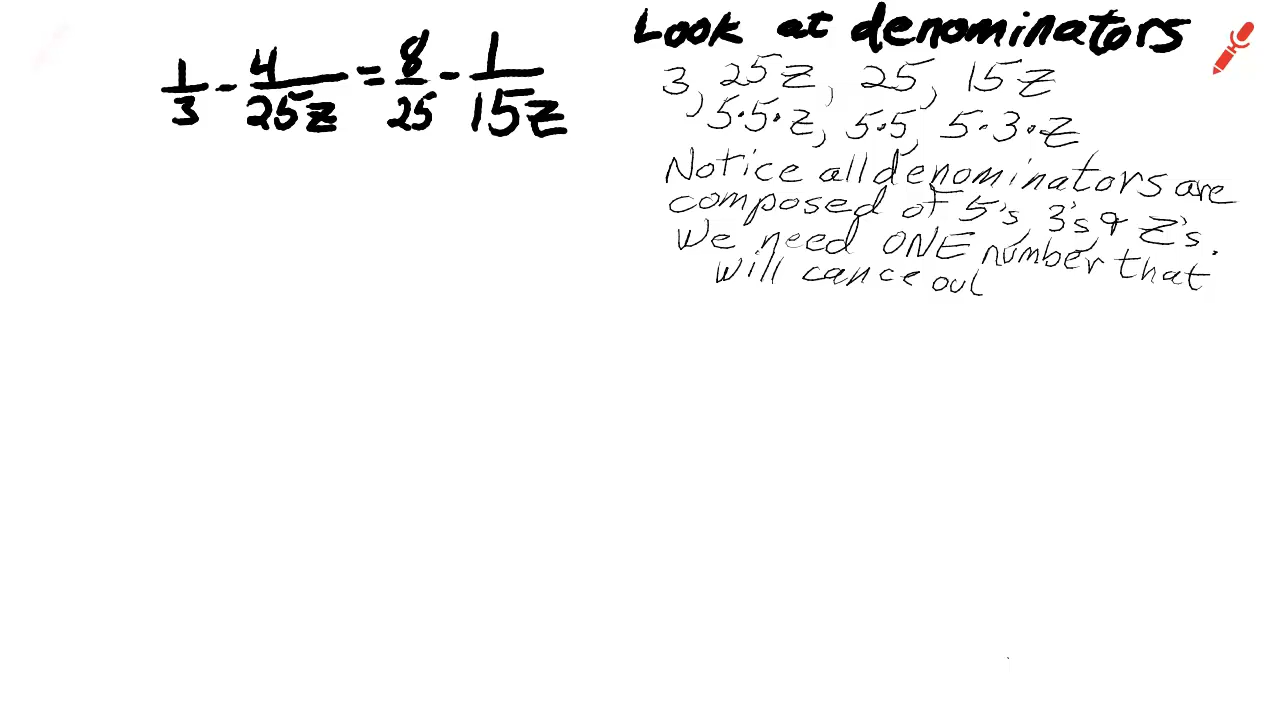 1/3 - 4/25z = 8/25 - 1/15z
Look at denominators
3, 25z, 25, 15z
5·5·z, 5·5, 5·3·z
Notice all denominators are
composed of 5's, 3's, & z's.
We need ONE number that
will cance out